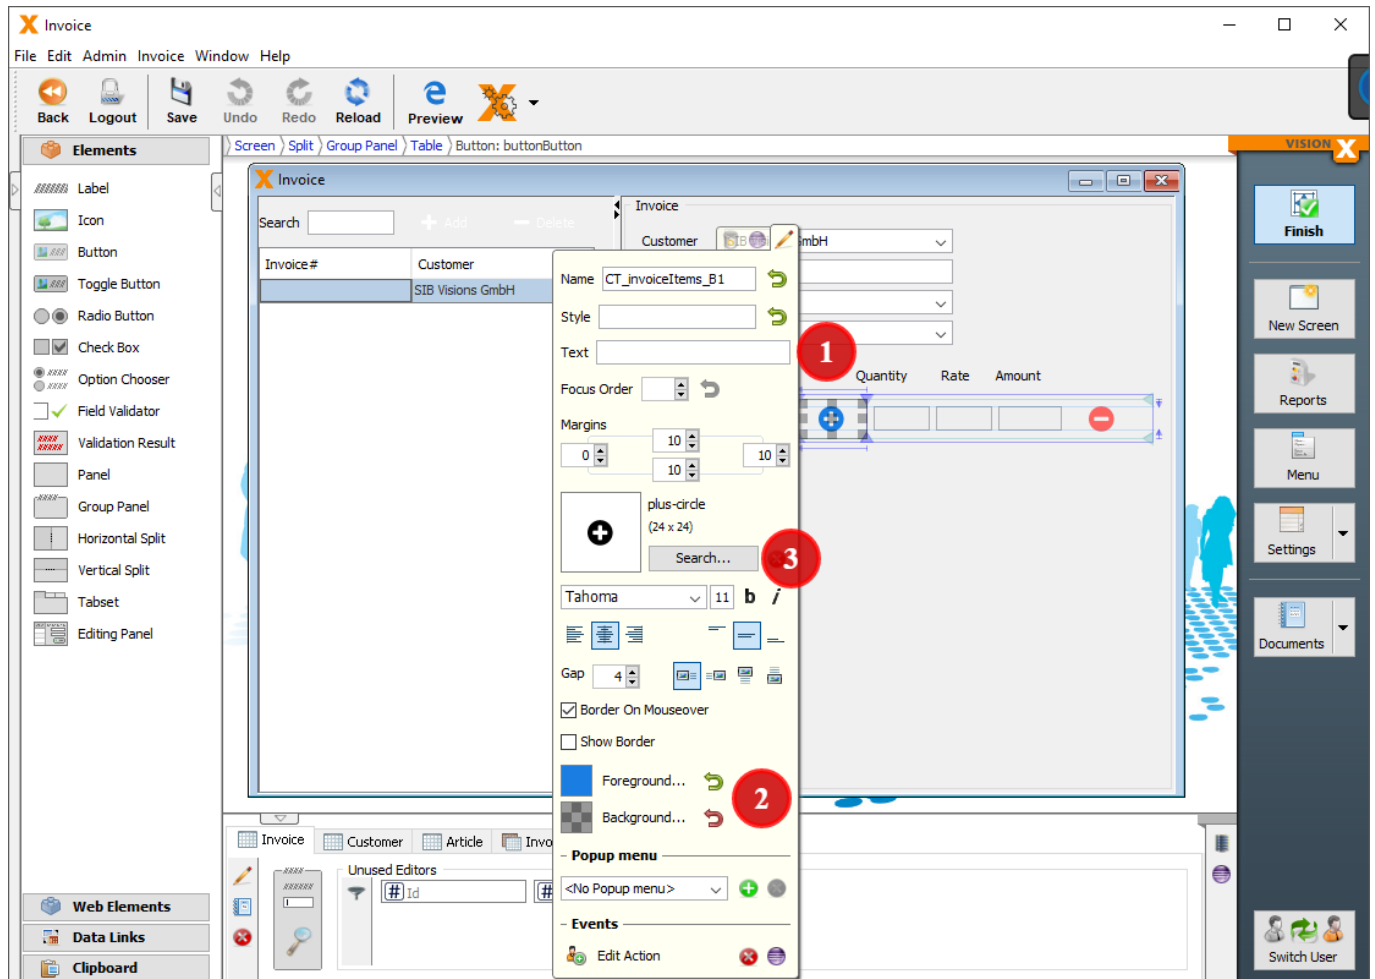 Invoice
File Edit Admin Invoice Window Help
Back Logout Save Undo Redo Reload Preview
Elements
Screen Split Group Panel Table Button: buttonButton
VISION X
Label
Icon
Button
Toggle Button
Radio Button
Check Box
Option Chooser
Field Validator
Validation Result
Panel
Group Panel
Horizontal Split
Vertical Split
Tabset
Editing Panel
Web Elements
Data Links
Clipboard
Invoice
Search Add Delete
Invoice# Customer
SIB Visions GmbH
Invoice
Customer SIB GmbH
Quantity Rate Amount
Name CT_invoiceItems_B1
Style
Text
1
Focus Order
Margins
10
0 10
10
plus-circle
(24 x 24)
Search...
3
Tahoma 11 b i
Gap 4
Border On Mouseover
Show Border
Foreground...
2
Background...
Popup menu
<No Popup menu>
Events
Edit Action
Invoice Customer Article Invo
Unused Editors
# Id #
Finish
New Screen
Reports
Menu
Settings
Documents
Switch User